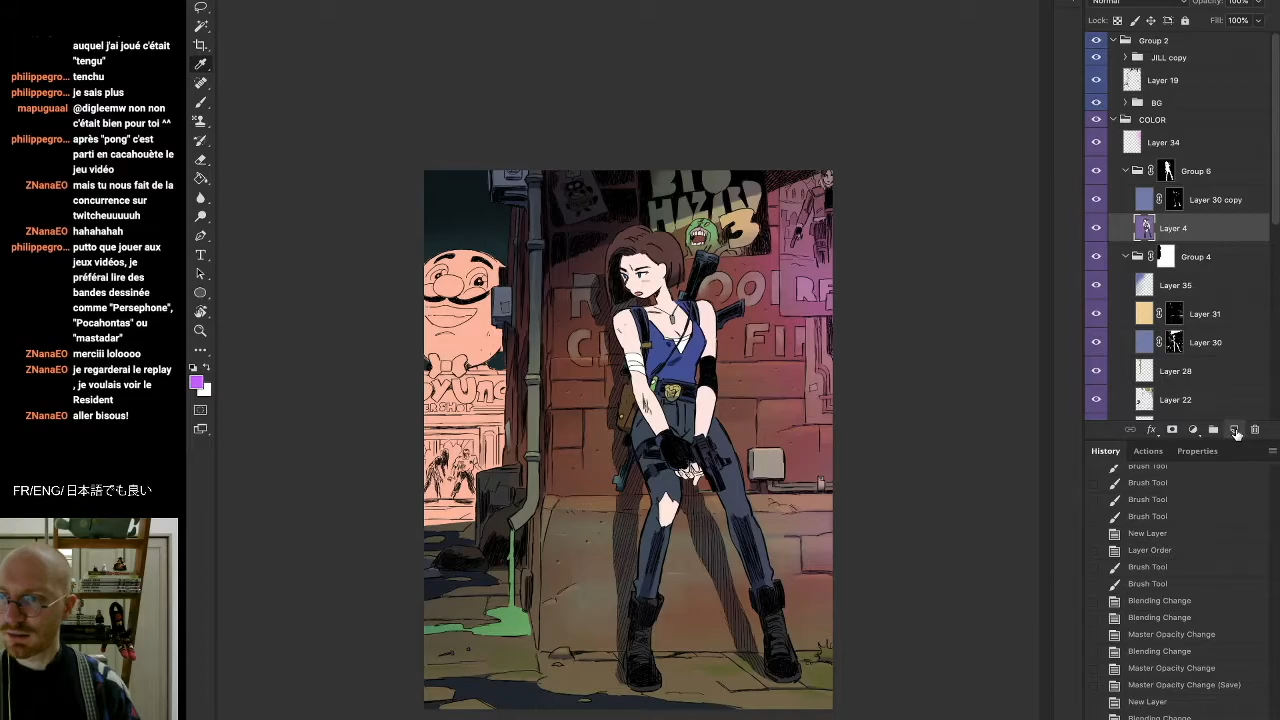 auquel j'ai joué c'était
"tengu"
philippegro... tenchu
philippegro... je sais plus
mapuguaal @digleemw non non
c'était bien pour toi ^^
philippegro... après "pong" c'est
parti en cacahouète le
jeu vidéo
ZNanaEO mais tu nous fait de la
concurrence sur
twitcheuuuuuh
ZNanaEO hahahahah
philippegro... putto que jouer aux
jeux vidéos, je
préférai lire des
bandes dessinée
comme "Persephone",
"Pocahontas" ou
"mastadar"
ZNanaEO merciii loloooo
ZNanaEO je regarderai le replay
, je voulais voir le
Resident
ZNanaEO aller bisous!
FR/ENG/日本語でも良い
HAZARD
3
Normal
Opacity: 100%
Lock:
Fill: 100%
Group 2
JILL copy
Layer 19
BG
COLOR
Layer 34
Group 6
Layer 30 copy
Layer 4
Group 4
Layer 35
Layer 31
Layer 30
Layer 28
Layer 22
fx
History Actions Properties
Brush Tool
Brush Tool
Brush Tool
Brush Tool
New Layer
Layer Order
Brush Tool
Brush Tool
Blending Change
Blending Change
Master Opacity Change
Blending Change
Master Opacity Change
Master Opacity Change (Save)
New Layer
Blending Change